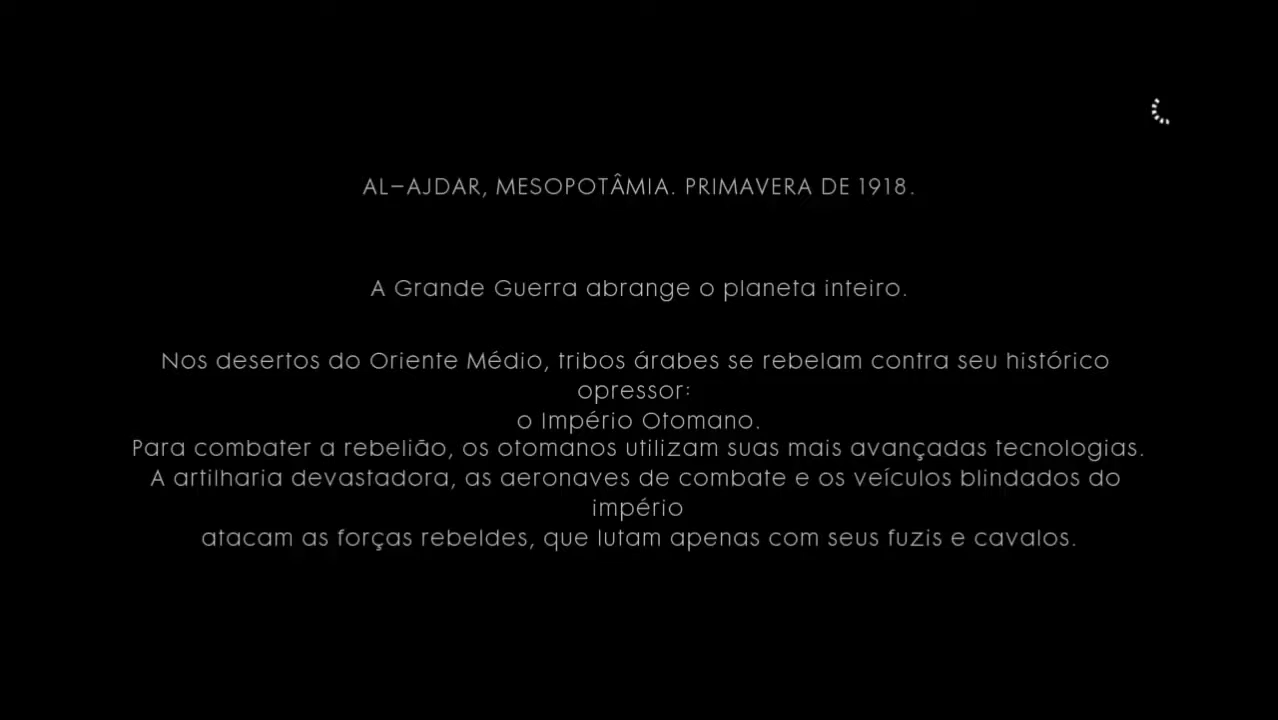 AL-AJDAR, MESOPOTÂMIA. PRIMAVERA DE 1918.
A Grande Guerra abrange o planeta inteiro.
Nos desertos do Oriente Médio, tribos árabes se rebelam contra seu histórico
opressor:
o Império Otomano.
Para combater a rebelião, os otomanos utilizam suas mais avançadas tecnologias.
A artilharia devastadora, as aeronaves de combate e os veículos blindados do
império
atacam as forças rebeldes, que lutam apenas com seus fuzis e cavalos.